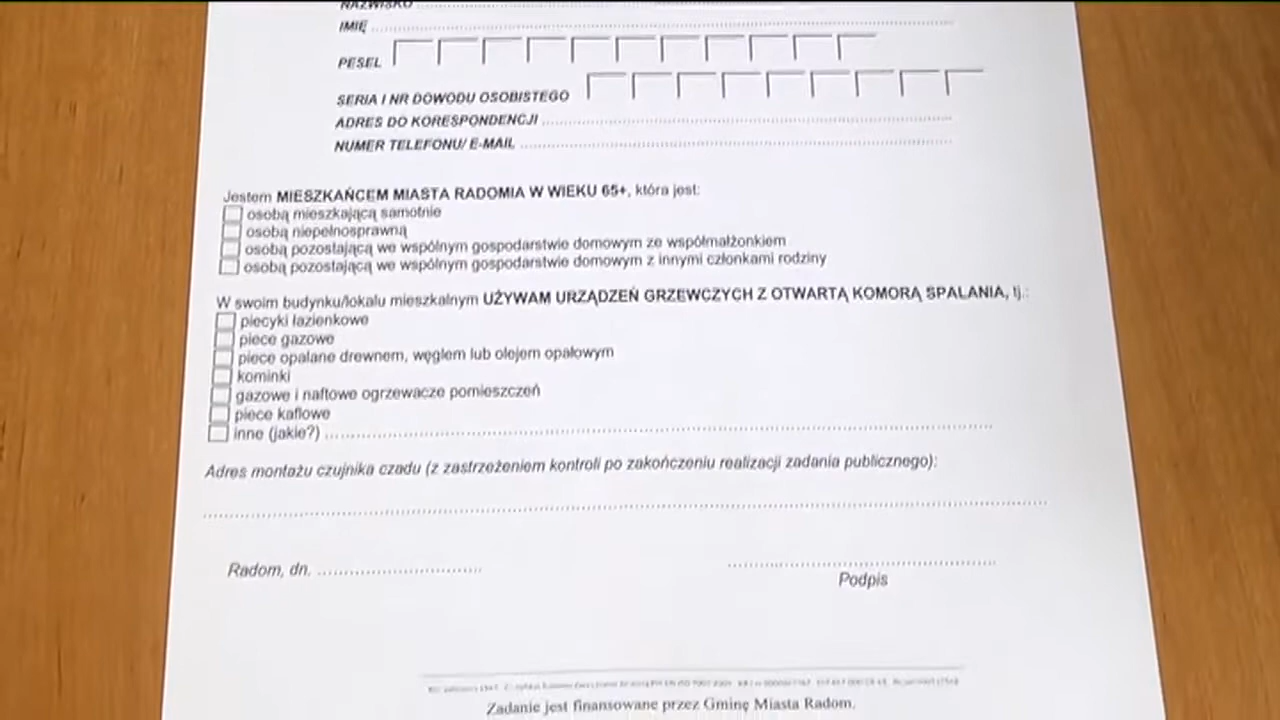 NAZWISKO ........................
IMIĘ ........................
PESEL
SERIA I NR DOWODU OSOBISTEGO
ADRES DO KORESPONDENCJI ........................
NUMER TELEFONU/ E-MAIL ........................
Jestem MIESZKAŃCEM MIASTA RADOMIA W WIEKU 65+, która jest:
osobą mieszkającą samotnie
osobą niepełnosprawną
osobą pozostającą we wspólnym gospodarstwie domowym ze współmałżonkiem
osobą pozostającą we wspólnym gospodarstwie domowym z innymi członkami rodziny
W swoim budynku/lokalu mieszkalnym UŻYWAM URZĄDZEŃ GRZEWCZYCH Z OTWARTĄ KOMORĄ SPALANIA, tj.:
piecyki łazienkowe
piece gazowe
piece opalane drewnem, węglem lub olejem opałowym
kominki
gazowe i naftowe ogrzewacze pomieszczeń
piece kaflowe
inne (jakie?) ........................
Adres montażu czujnika czadu (z zastrzeżeniem kontroli po zakończeniu realizacji zadania publicznego):
Radom, dn. ........................
Podpis
Zadanie jest finansowane przez Gminę Miasta Radom.